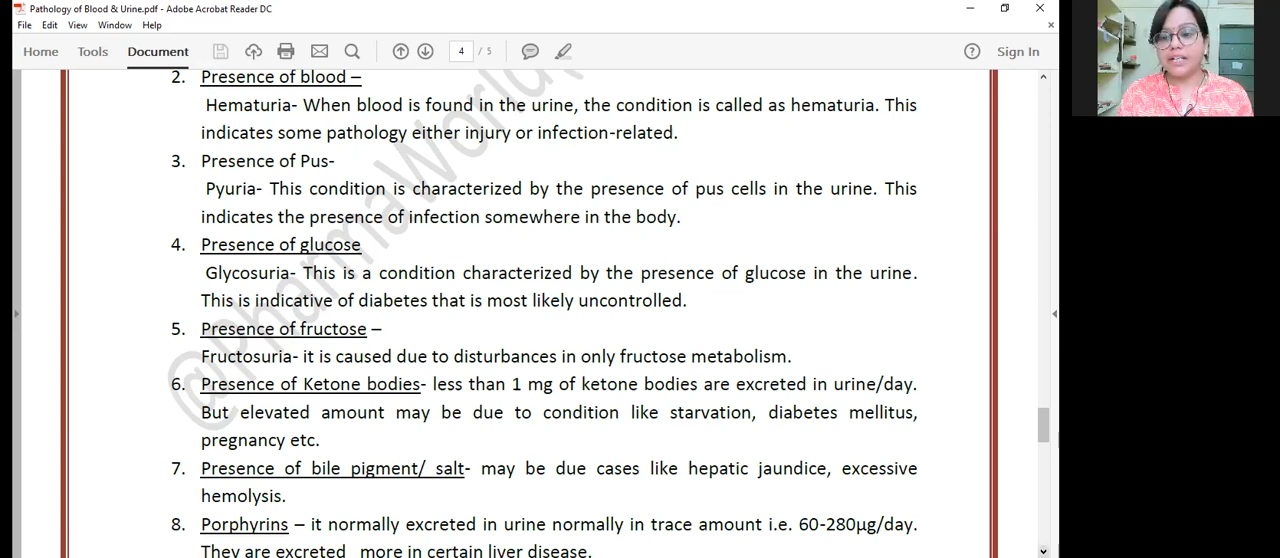 Pathology of Blood & Urine.pdf - Adobe Acrobat Reader DC
File Edit View Window Help
Home Tools Document 4 / 5 Sign In
2. Presence of blood –
Hematuria- When blood is found in the urine, the condition is called as hematuria. This
indicates some pathology either injury or infection-related.
3. Presence of Pus-
Pyuria- This condition is characterized by the presence of pus cells in the urine. This
indicates the presence of infection somewhere in the body.
4. Presence of glucose
Glycosuria- This is a condition characterized by the presence of glucose in the urine.
This is indicative of diabetes that is most likely uncontrolled.
5. Presence of fructose –
Fructosuria- it is caused due to disturbances in only fructose metabolism.
6. Presence of Ketone bodies- less than 1 mg of ketone bodies are excreted in urine/day.
But elevated amount may be due to condition like starvation, diabetes mellitus,
pregnancy etc.
7. Presence of bile pigment/ salt- may be due cases like hepatic jaundice, excessive
hemolysis.
8. Porphyrins – it normally excreted in urine normally in trace amount i.e. 60-280µg/day.
They are excreted more in certain liver disease.